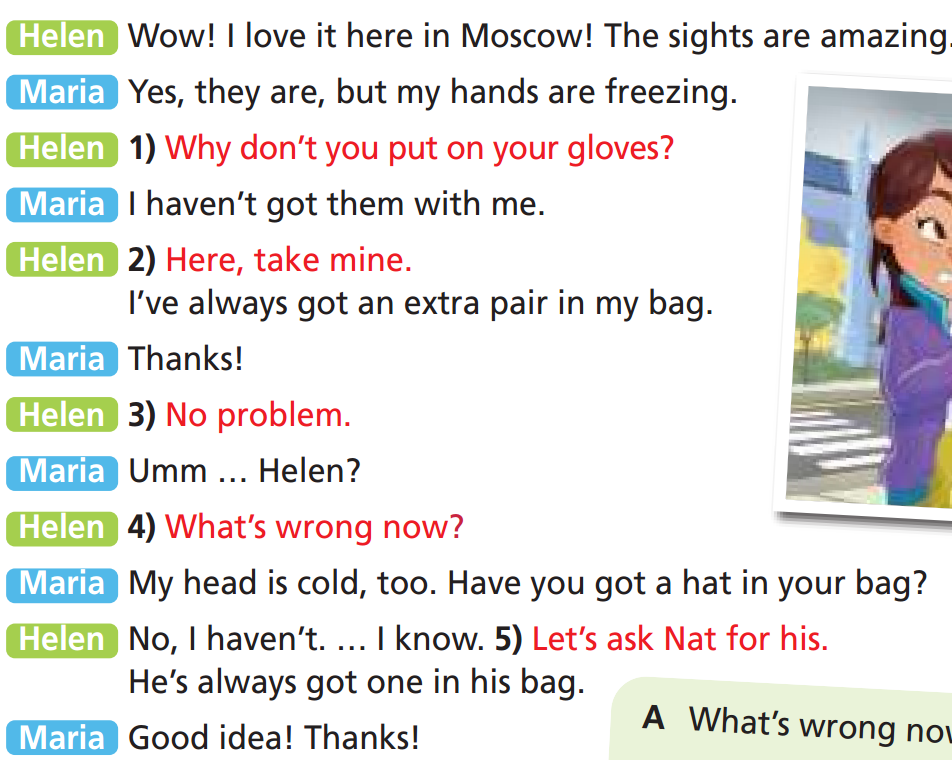 Helen Wow! I love it here in Moscow! The sights are amazing.
Maria Yes, they are, but my hands are freezing.
Helen 1) Why don't you put on your gloves?
Maria I haven't got them with me.
Helen 2) Here, take mine.
I've always got an extra pair in my bag.
Maria Thanks!
Helen 3) No problem.
Maria Umm … Helen?
Helen 4) What's wrong now?
Maria My head is cold, too. Have you got a hat in your bag?
Helen No, I haven't. … I know. 5) Let's ask Nat for his.
He's always got one in his bag.
A What's wrong now
Maria Good idea! Thanks!